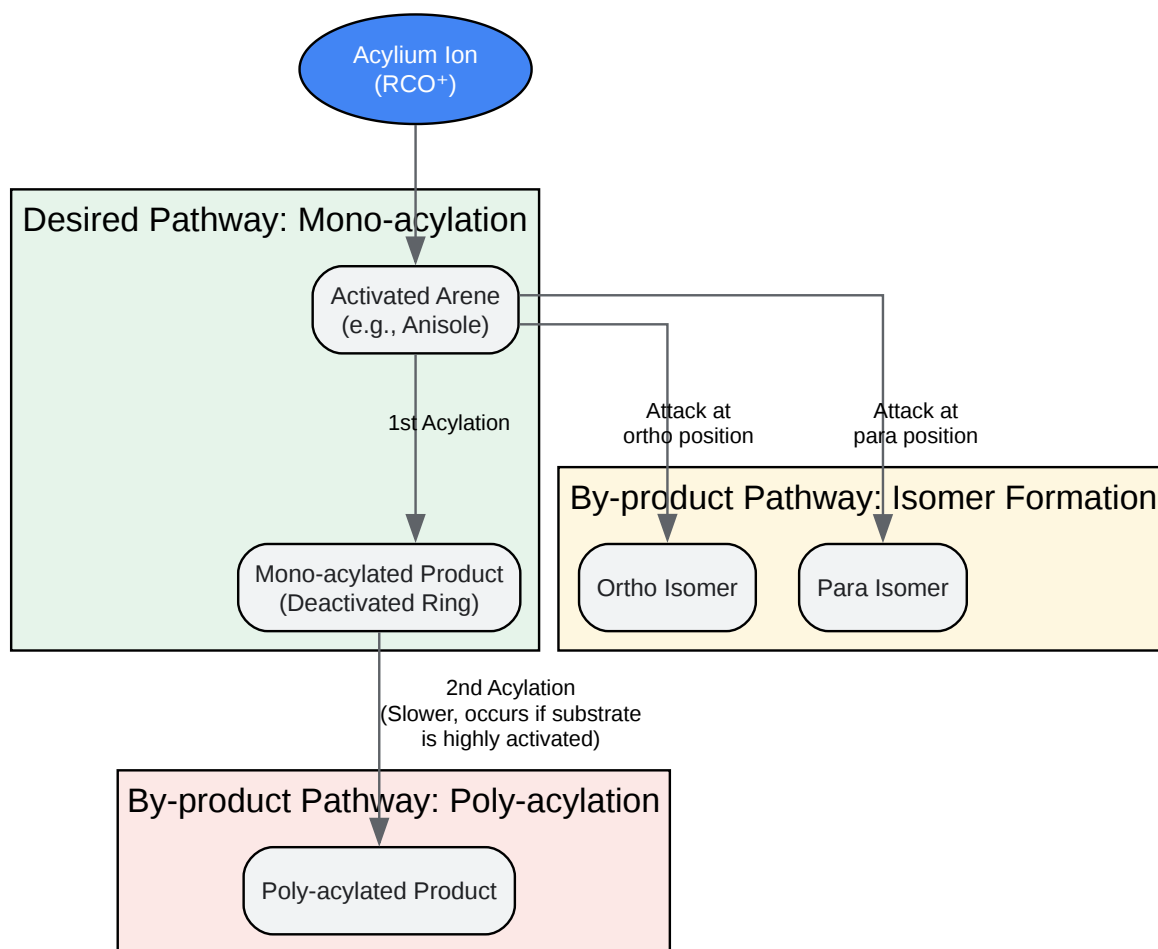 Acylium Ion
(RCO⁺)
Desired Pathway: Mono-acylation
Activated Arene
(e.g., Anisole)
1st Acylation
Attack at
ortho position
Attack at
para position
By-product Pathway: Isomer Formation
Mono-acylated Product
(Deactivated Ring)
Ortho Isomer
Para Isomer
2nd Acylation
(Slower, occurs if substrate
is highly activated)
By-product Pathway: Poly-acylation
Poly-acylated Product